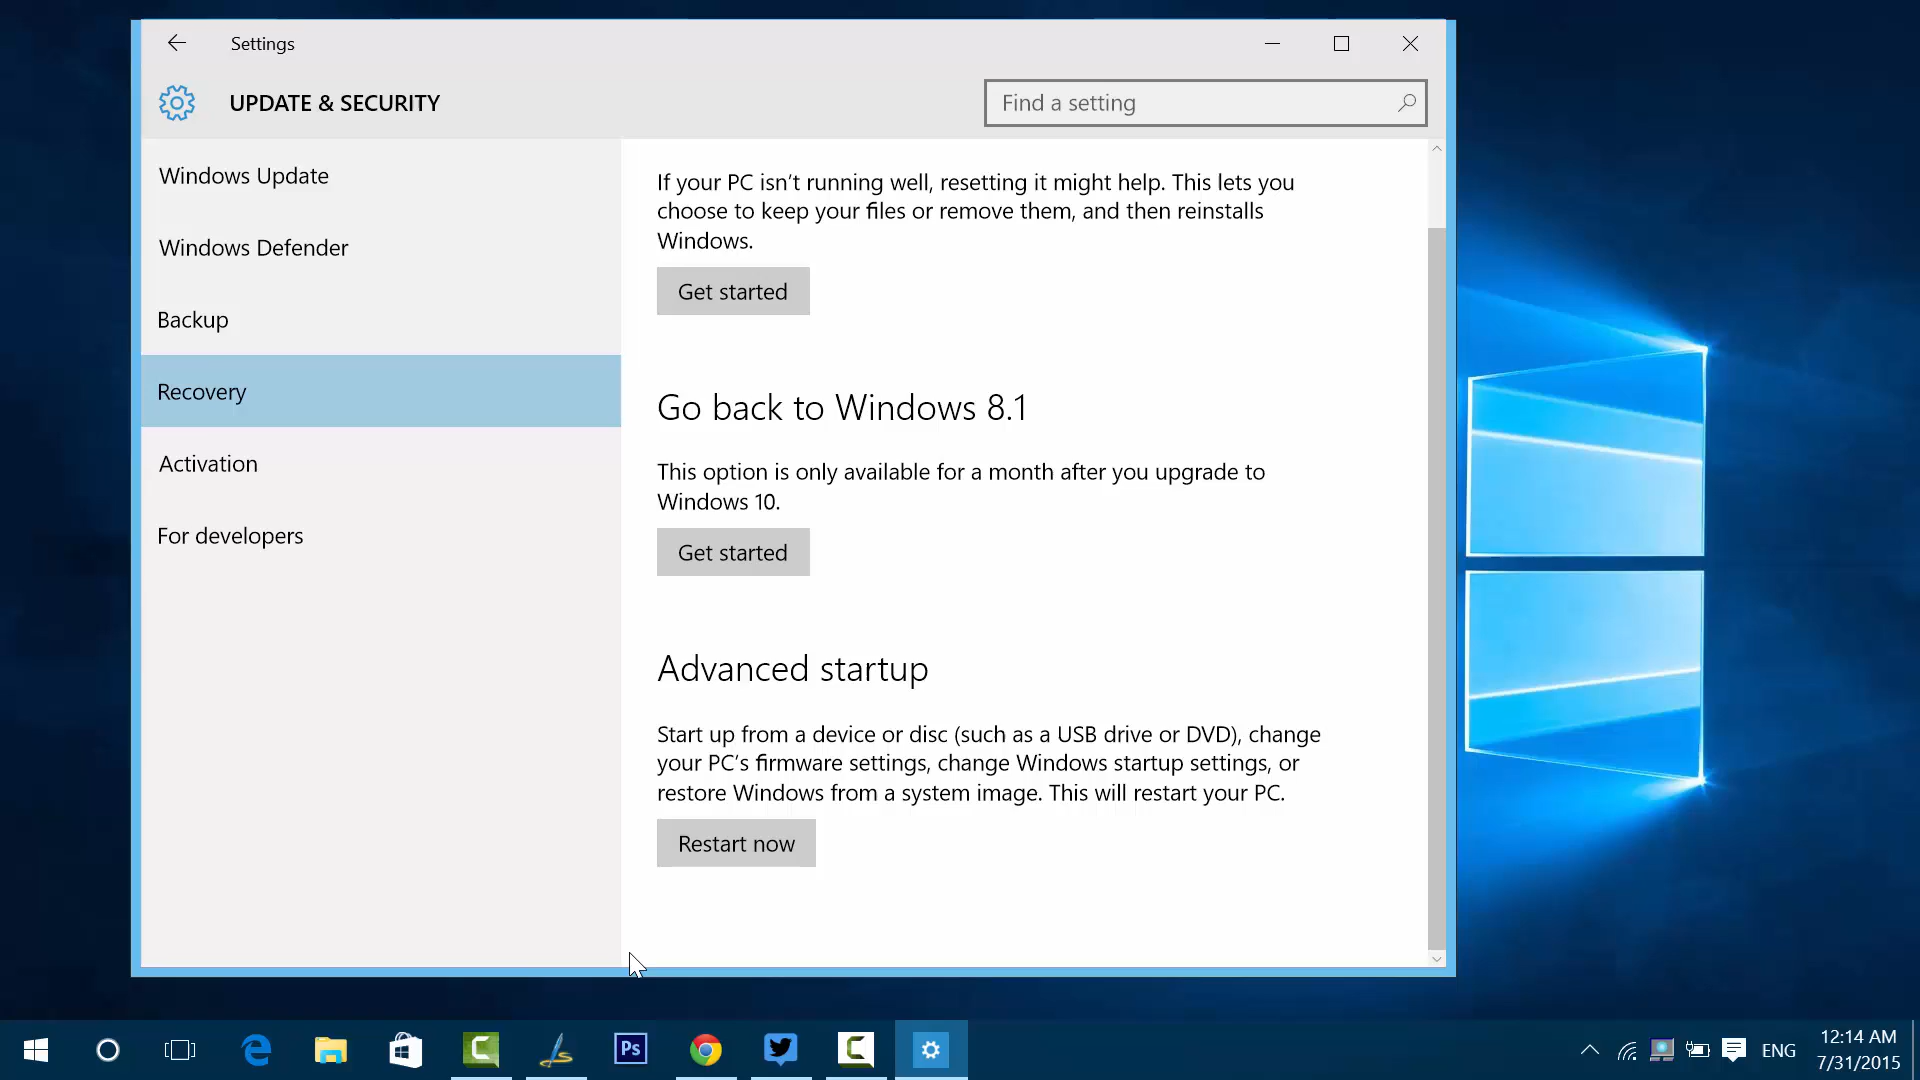 Settings
UPDATE & SECURITY
Find a setting
Windows Update
Windows Defender
Backup
Recovery
Activation
For developers
If your PC isn't running well, resetting it might help. This lets you
choose to keep your files or remove them, and then reinstalls
Windows.
Get started
Go back to Windows 8.1
This option is only available for a month after you upgrade to
Windows 10.
Get started
Advanced startup
Start up from a device or disc (such as a USB drive or DVD), change
your PC's firmware settings, change Windows startup settings, or
restore Windows from a system image. This will restart your PC.
Restart now
Ps
ENG
12:14 AM
7/31/2015